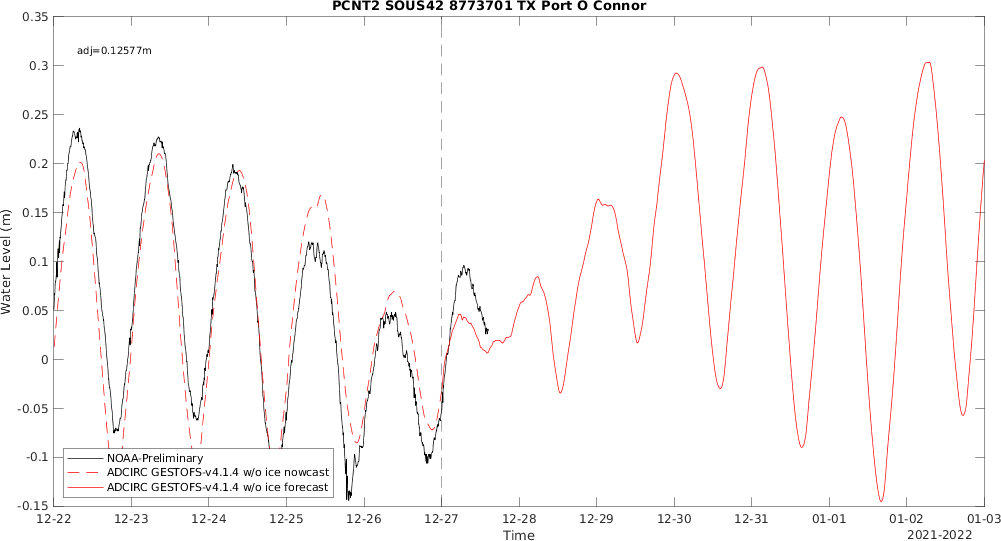 PCNT2 SOUS42 8773701 TX Port O Connor
0.35
adj=0.12577m
0.3
0.25
0.2
0.15
0.1
0.05
0
-0.05
-0.1
-0.15
Water Level (m)
NOAA-Preliminary
ADCIRC GESTOFS-v4.1.4 w/o ice nowcast
ADCIRC GESTOFS-v4.1.4 w/o ice forecast
12-22 12-23 12-24 12-25 12-26 12-27 12-28 12-29 12-30 12-31 01-01 01-02 01-03
Time
2021-2022